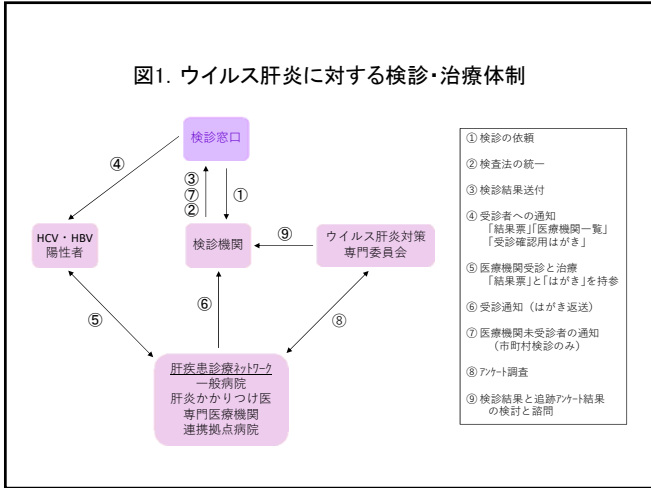 図1. ウイルス肝炎に対する検診・治療体制
検診窓口
④
③
⑦
②
①
HCV・HBV
陽性者
検診機関
⑨
ウイルス肝炎対策
専門委員会
⑤
⑥
⑧
肝疾患診療ﾈｯﾄﾜｰｸ
一般病院
肝炎かかりつけ医
専門医療機関
連携拠点病院
①検診の依頼
②検査法の統一
③検診結果送付
④受診者への通知
「結果票」「医療機関一覧」
「受診確認用はがき」
⑤医療機関受診と治療
「結果票」と「はがき」を持参
⑥受診通知（はがき返送）
⑦医療機関未受診者の通知
（市町村検診のみ）
⑧ｱﾝｹｰﾄ調査
⑨検診結果と追跡ｱﾝｹｰﾄ結果
の検討と諮問